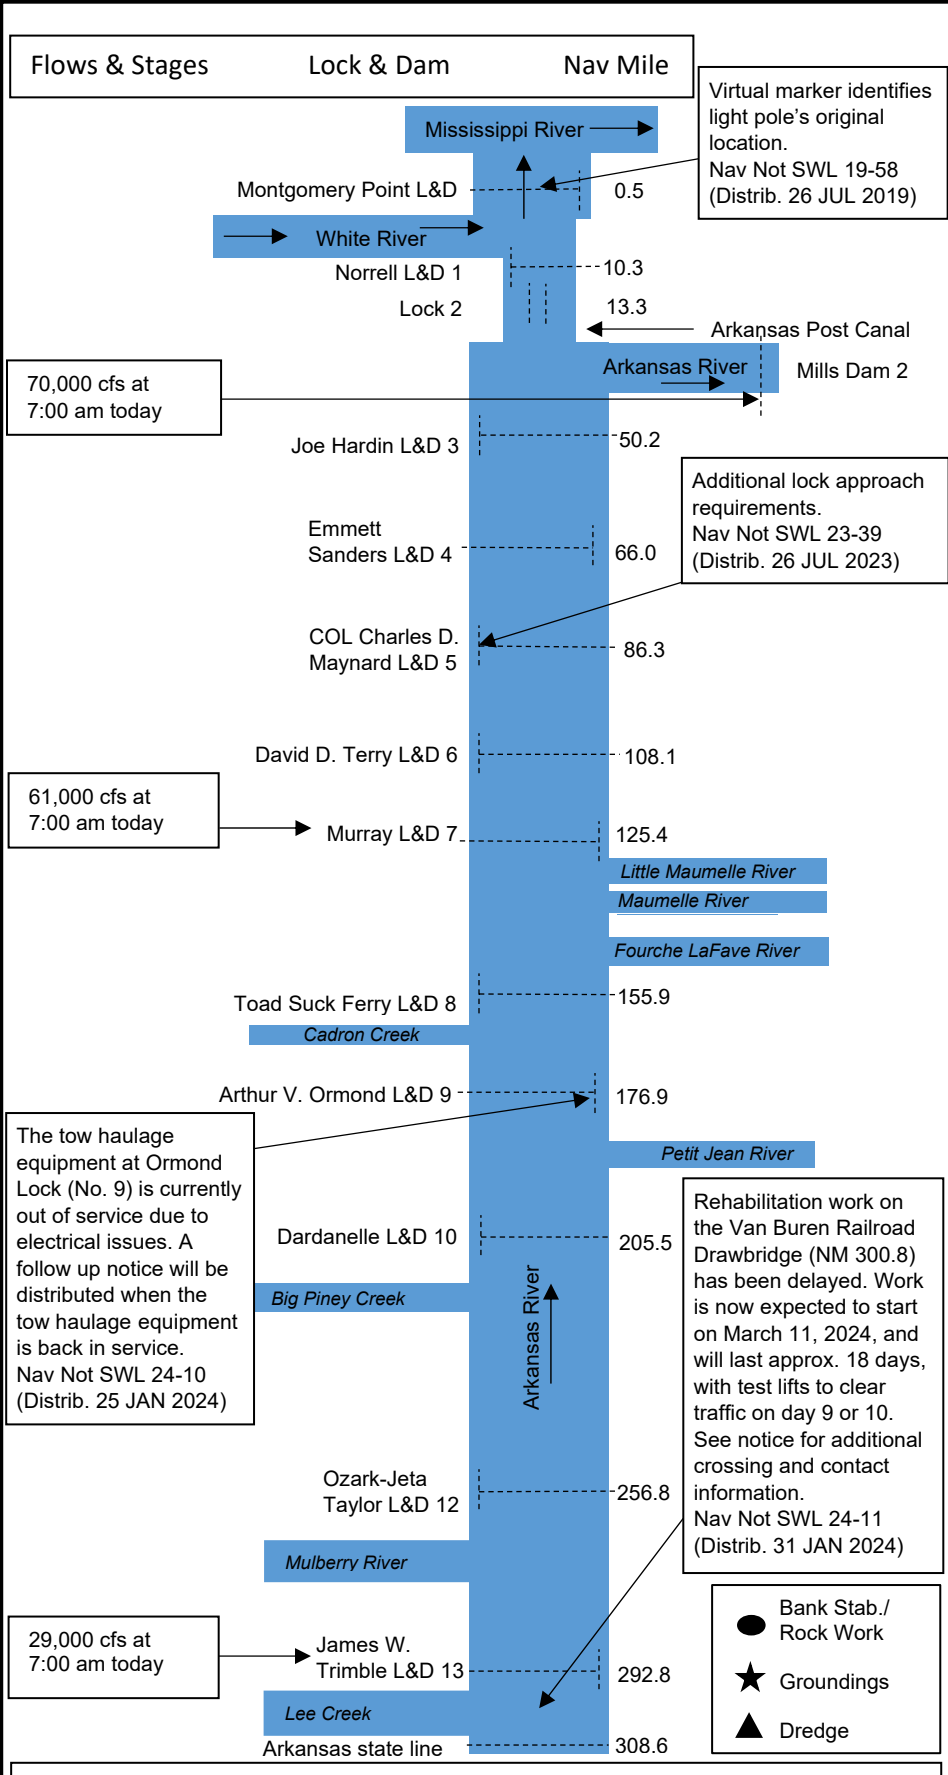 Flows & Stages Lock & Dam Nav Mile
Virtual marker identifies
light pole's original
location.
Nav Not SWL 19-58
(Distrib. 26 JUL 2019)
Mississippi River
Montgomery Point L&D 0.5
White River
Norrell L&D 1 10.3
Lock 2 13.3
Arkansas Post Canal
Arkansas River
Mills Dam 2
70,000 cfs at
7:00 am today
Joe Hardin L&D 3 50.2
Additional lock approach
requirements.
Nav Not SWL 23-39
(Distrib. 26 JUL 2023)
Emmett
Sanders L&D 4 66.0
COL Charles D.
Maynard L&D 5 86.3
David D. Terry L&D 6 108.1
61,000 cfs at
7:00 am today
Murray L&D 7 125.4
Little Maumelle River
Maumelle River
Fourche LaFave River
Toad Suck Ferry L&D 8 155.9
Cadron Creek
Arthur V. Ormond L&D 9 176.9
The tow haulage
equipment at Ormond
Lock (No. 9) is currently
out of service due to
electrical issues. A
follow up notice will be
distributed when the
tow haulage equipment
is back in service.
Nav Not SWL 24-10
(Distrib. 25 JAN 2024)
Petit Jean River
Dardanelle L&D 10 205.5
Rehabilitation work on
the Van Buren Railroad
Drawbridge (NM 300.8)
has been delayed. Work
is now expected to start
on March 11, 2024, and
will last approx. 18 days,
with test lifts to clear
traffic on day 9 or 10.
See notice for additional
crossing and contact
information.
Nav Not SWL 24-11
(Distrib. 31 JAN 2024)
Big Piney Creek
Arkansas River
Ozark-Jeta
Taylor L&D 12 256.8
Mulberry River
29,000 cfs at
7:00 am today
James W.
Trimble L&D 13 292.8
Lee Creek
Arkansas state line 308.6
Bank Stab./
Rock Work
Groundings
Dredge